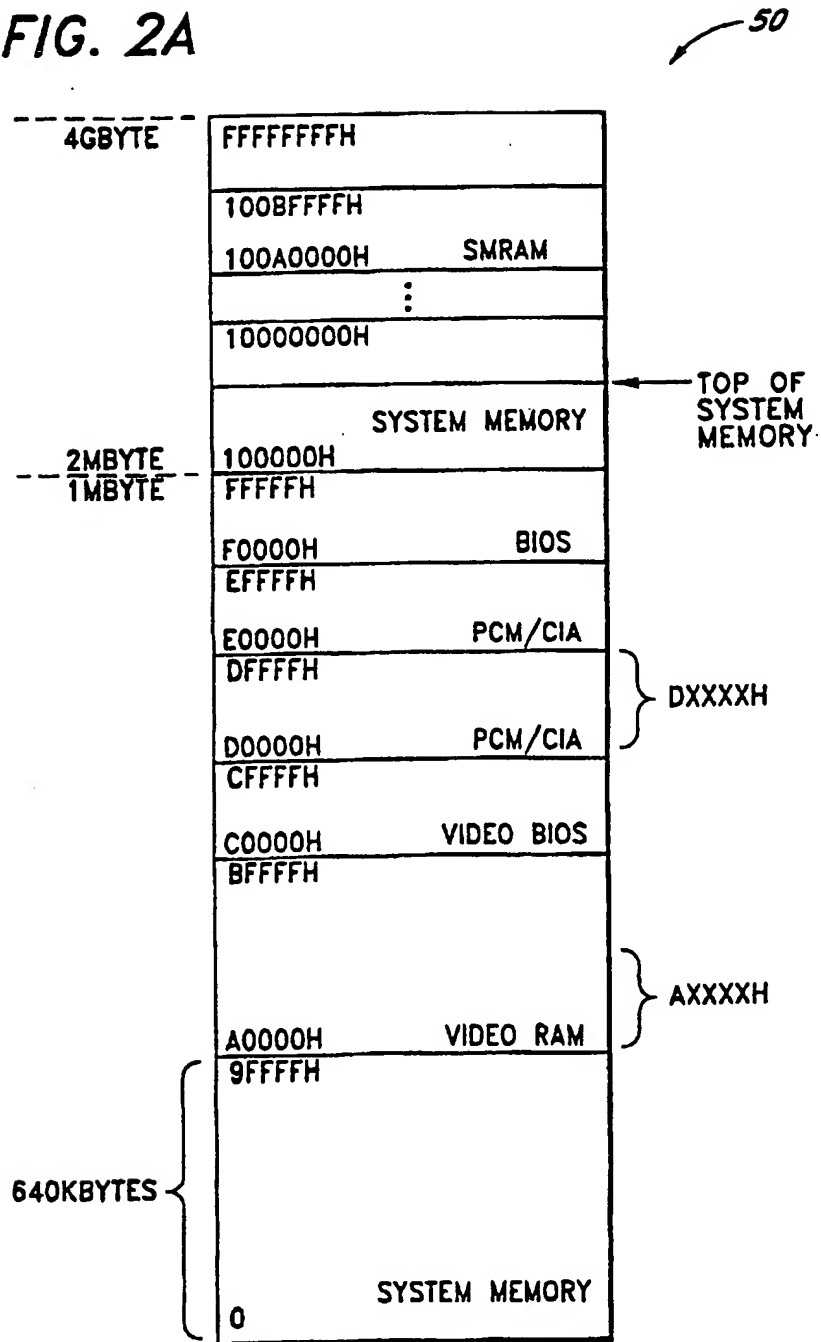 FIG. 2A
50
4GBYTE
FFFFFFFFH
100BFFFFH
100A0000H SMRAM
10000000H
TOP OF
SYSTEM
MEMORY
SYSTEM MEMORY
2MBYTE 100000H
1MBYTE FFFFFH
F0000H BIOS
EFFFFH
E0000H PCM/CIA
DFFFFH
DXXXXH
D0000H PCM/CIA
CFFFFH
C0000H VIDEO BIOS
BFFFFH
AXXXXH
A0000H VIDEO RAM
9FFFFH
640KBYTES
SYSTEM MEMORY
0